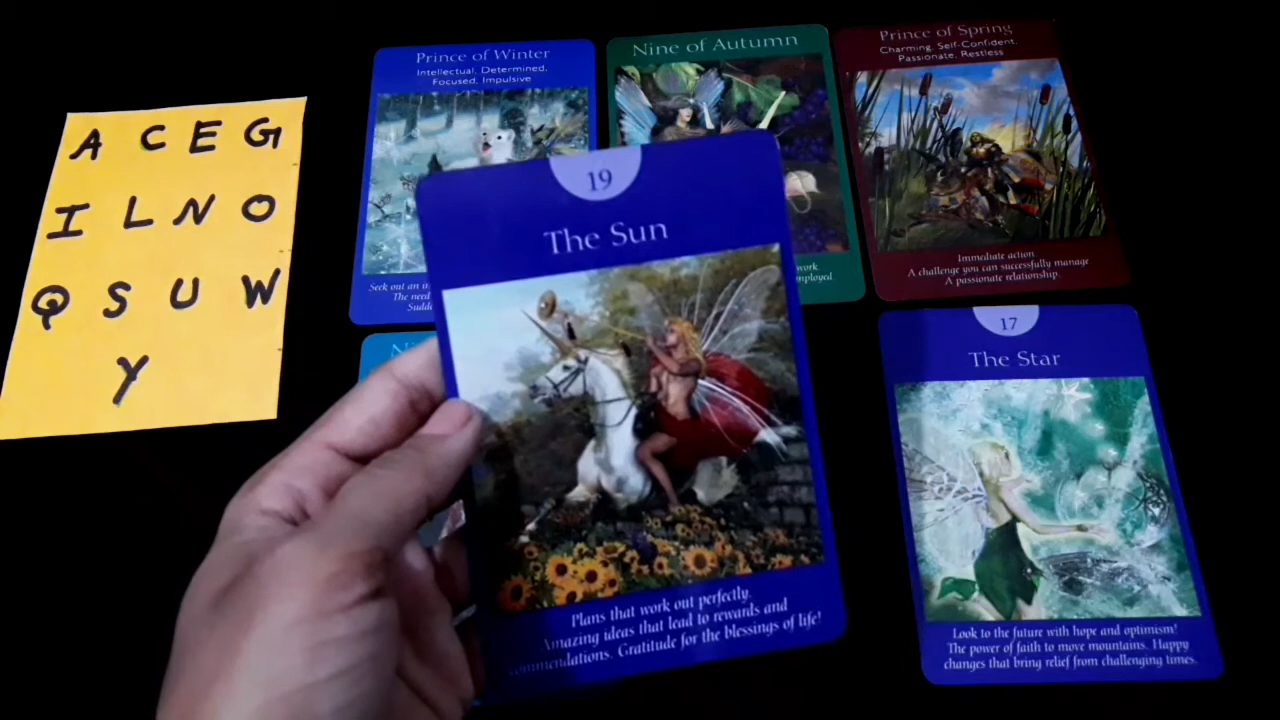 A C E G
I L N O
Q S U W
Y
Prince of Winter
Intellectual, Determined,
Focused, Impulsive
Seek out an
The need
Nine of Autumn
work
Prince of Spring
Charming, Self-Confident,
Passionate, Restless
Immediate action.
A challenge you can successfully manage
A passionate relationship.
19
The Sun
Plans that work out perfectly.
Amazing ideas that lead to rewards and
commendations. Gratitude for the blessings of life!
17
The Star
Look to the future with hope and optimism!
The power of faith to move mountains. Happy
changes that bring relief from challenging times.